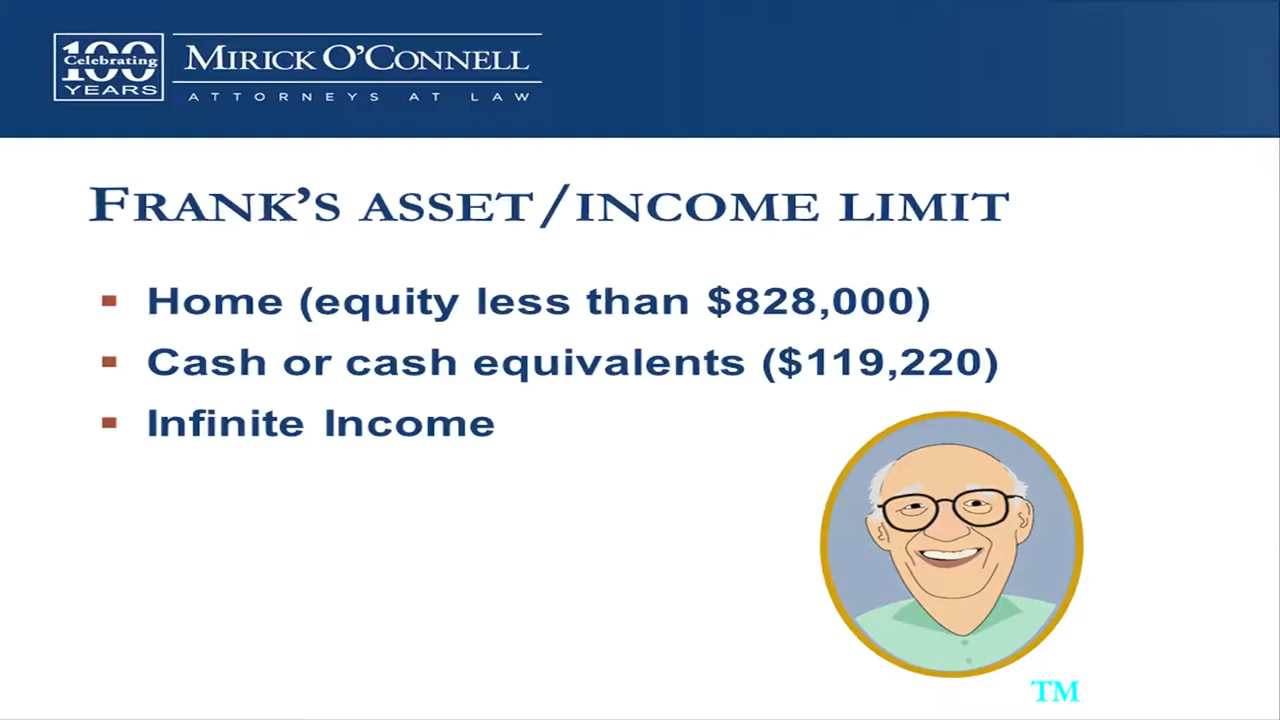 100
Celebrating
YEARS
MIRICK O'CONNELL
ATTORNEYS AT LAW
FRANK'S ASSET/INCOME LIMIT
▪ Home (equity less than $828,000)
▪ Cash or cash equivalents ($119,220)
▪ Infinite Income
TM